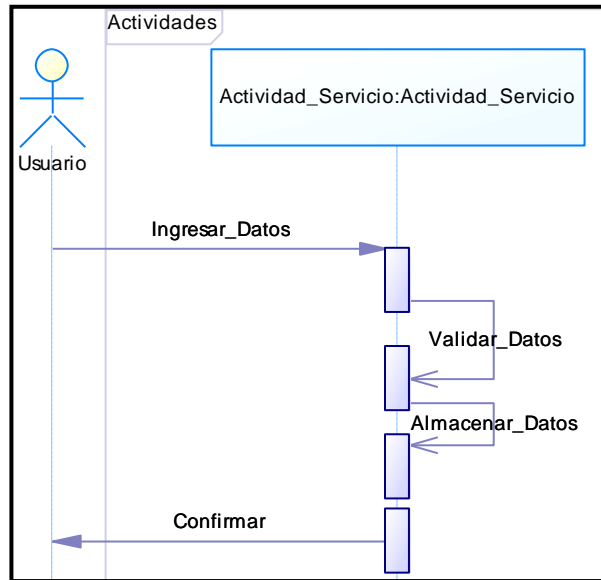 Actividades
Actividad_Servicio:Actividad_Servicio
Usuario
Ingresar_Datos
Validar_Datos
Almacenar_Datos
Confirmar